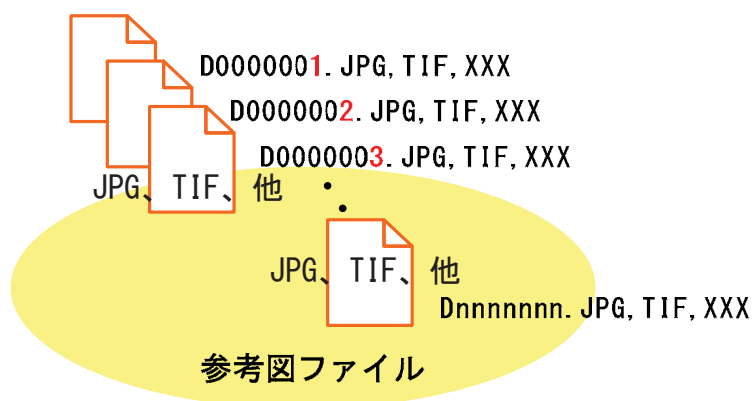 D0000001.JPG,TIF,XXX
D0000002.JPG,TIF,XXX
D0000003.JPG,TIF,XXX
JPG、TIF、他
JPG、TIF、他
Dnnnnnnn.JPG,TIF,XXX
参考図ファイル